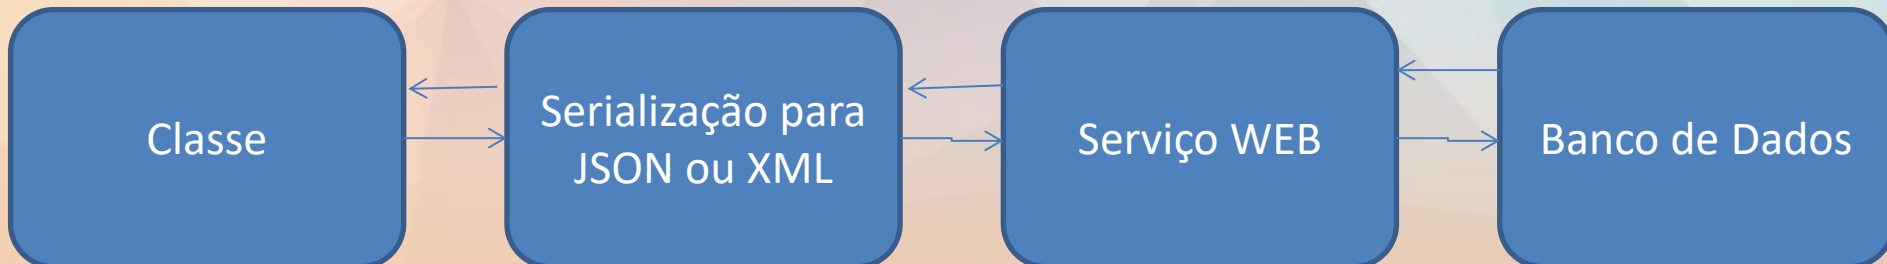 Classe
Serialização para
JSON ou XML
Serviço WEB
Banco de Dados